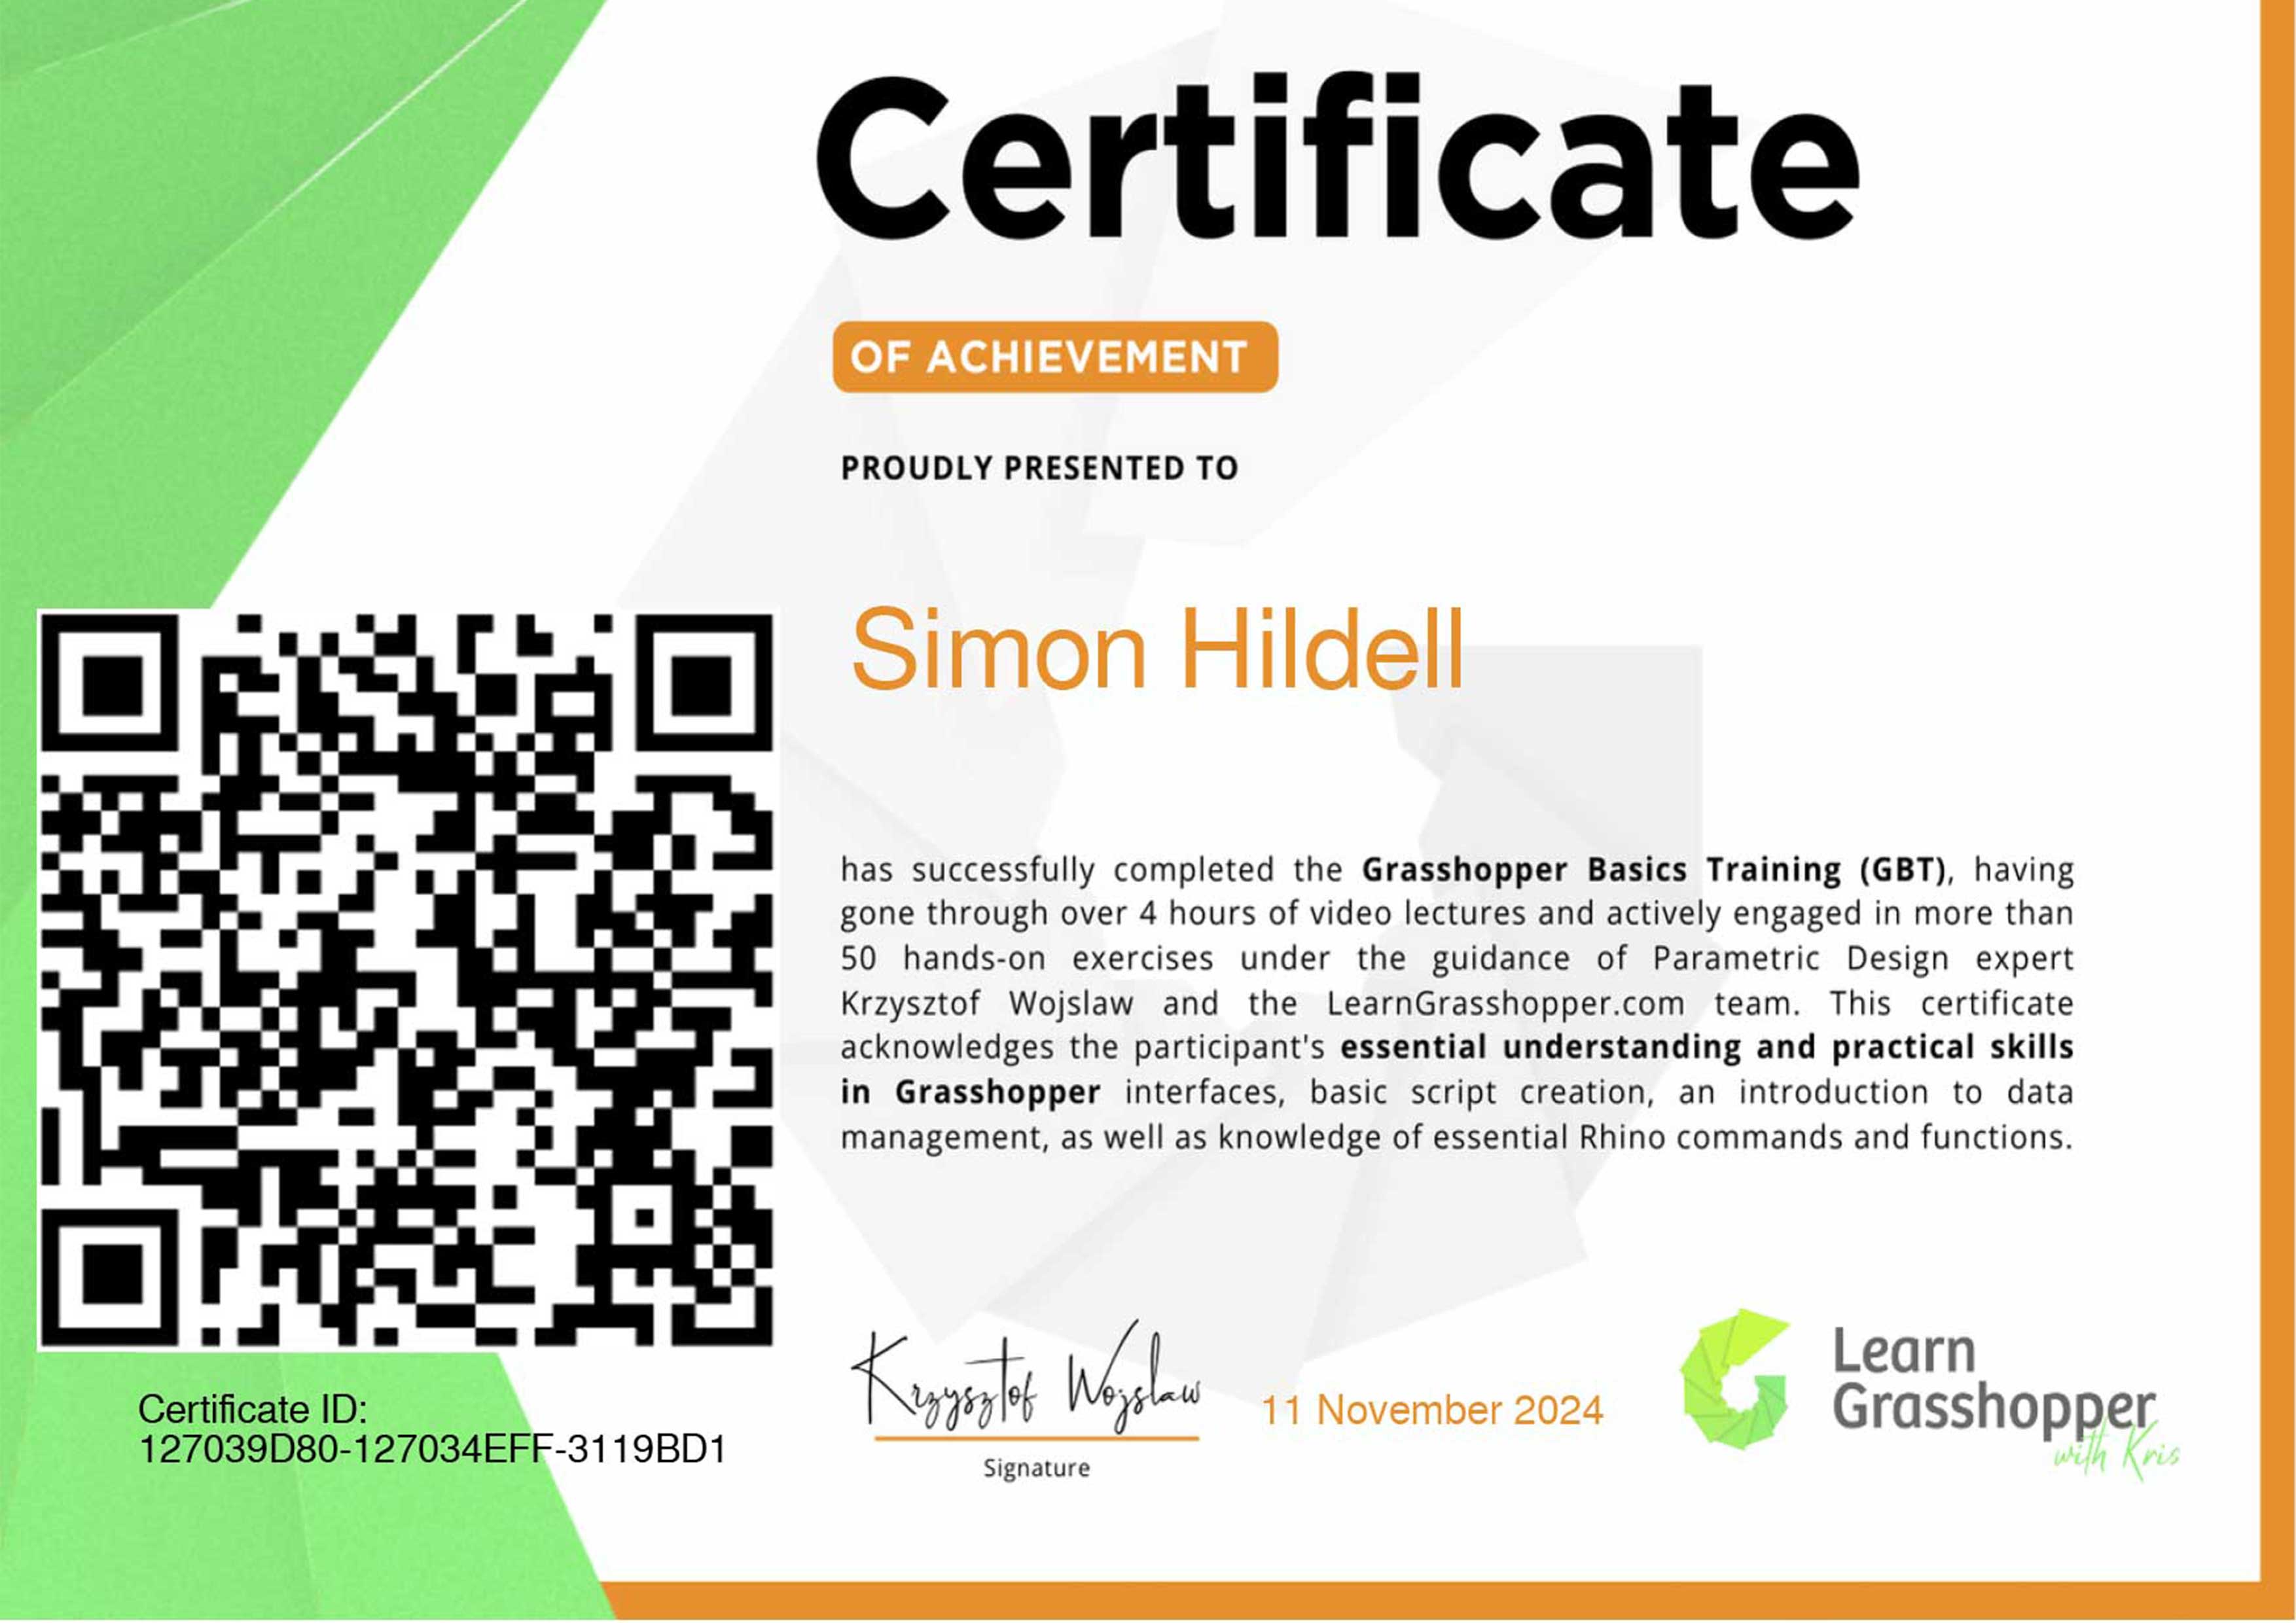 Certificate
OF ACHIEVEMENT
PROUDLY PRESENTED TO
Simon Hildell
has successfully completed the Grasshopper Basics Training (GBT), having
gone through over 4 hours of video lectures and actively engaged in more than
50 hands-on exercises under the guidance of Parametric Design expert
Krzysztof Wojslaw and the LearnGrasshopper.com team. This certificate
acknowledges the participant's essential understanding and practical skills
in Grasshopper interfaces, basic script creation, an introduction to data
management, as well as knowledge of essential Rhino commands and functions.
Certificate ID:
127039D80-127034EFF-3119BD1
Krzysztof Wojslaw
Signature
11 November 2024
Learn
Grasshopper
with Kris